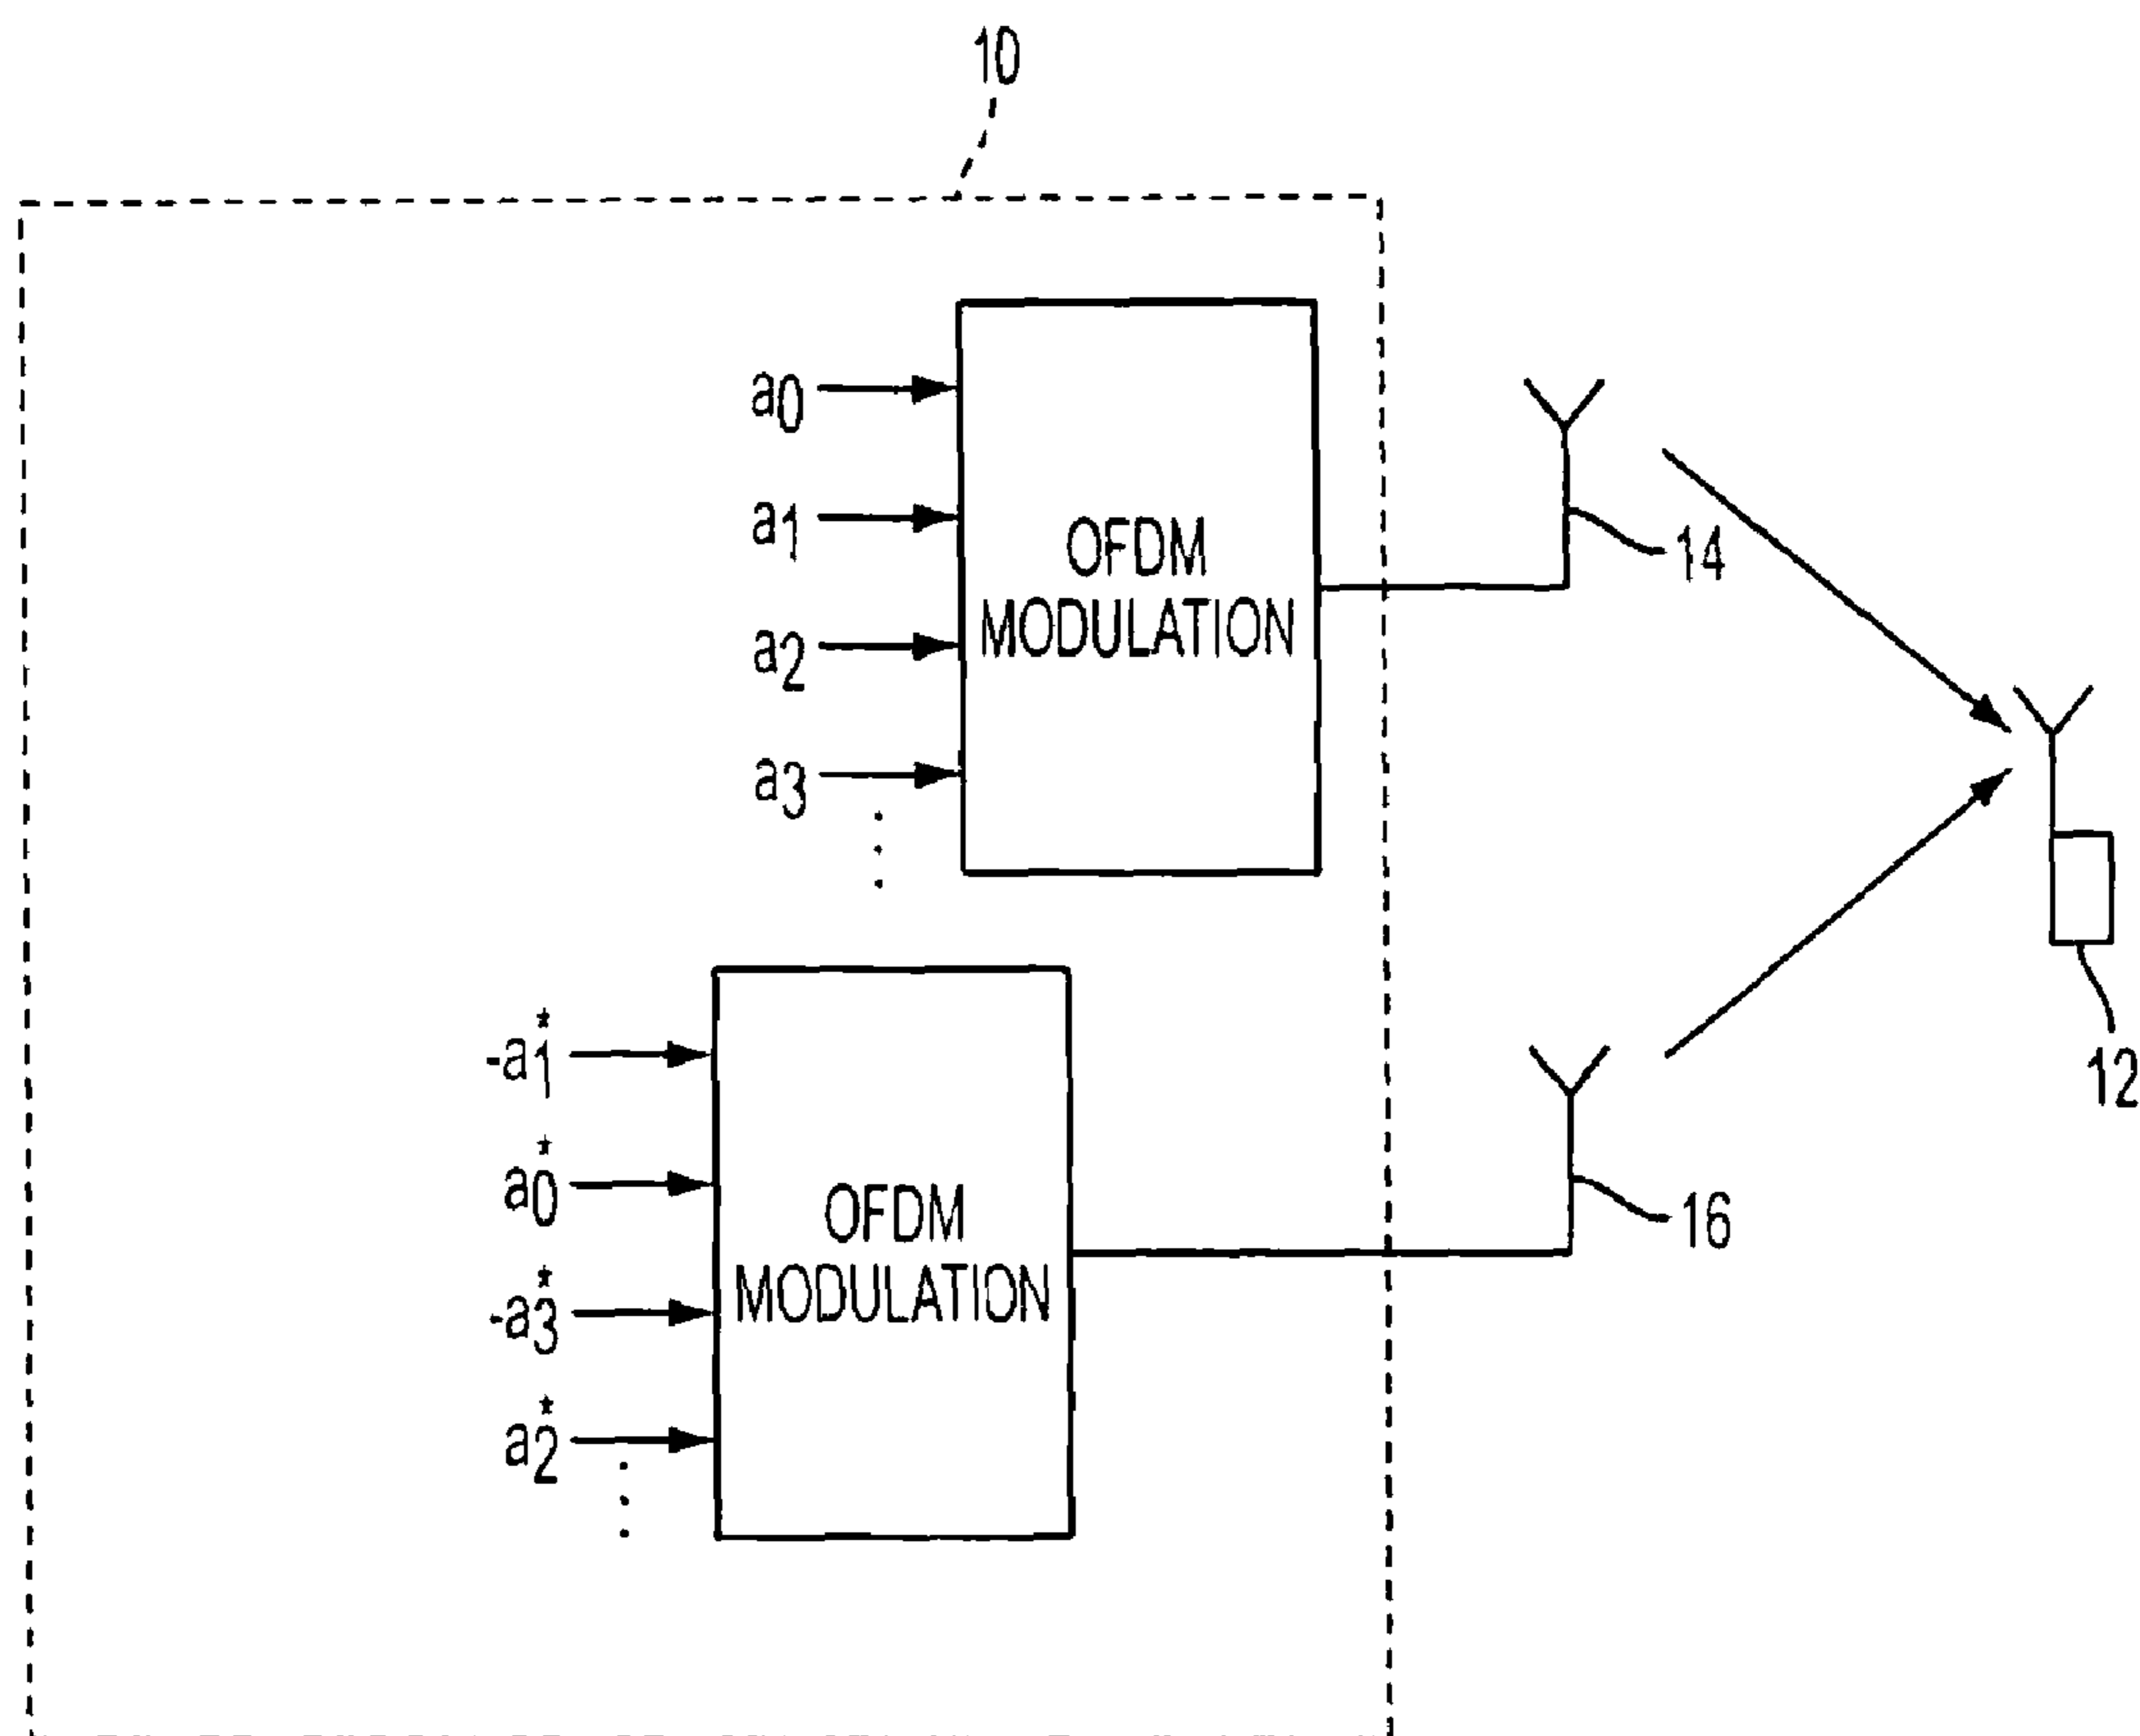 10
a0
a1
a2
a3
OFDM
MODULATION
14
12
-a1*
a0*
-a3*
a2*
OFDM
MODULATION
16